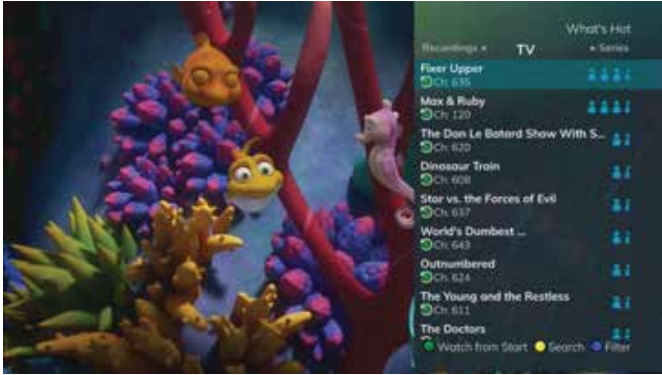 What's Hot
Recordings ◂ TV ▸ Series
Fixer Upper
Ch: 635
Max & Ruby
Ch: 120
The Dan Le Batard Show With S...
Ch: 620
Dinosaur Train
Ch: 608
Star vs. the Forces of Evil
Ch: 637
World's Dumbest ...
Ch: 643
Outnumbered
Ch: 624
The Young and the Restless
Ch: 611
The Doctors
Watch from Start Search Filter